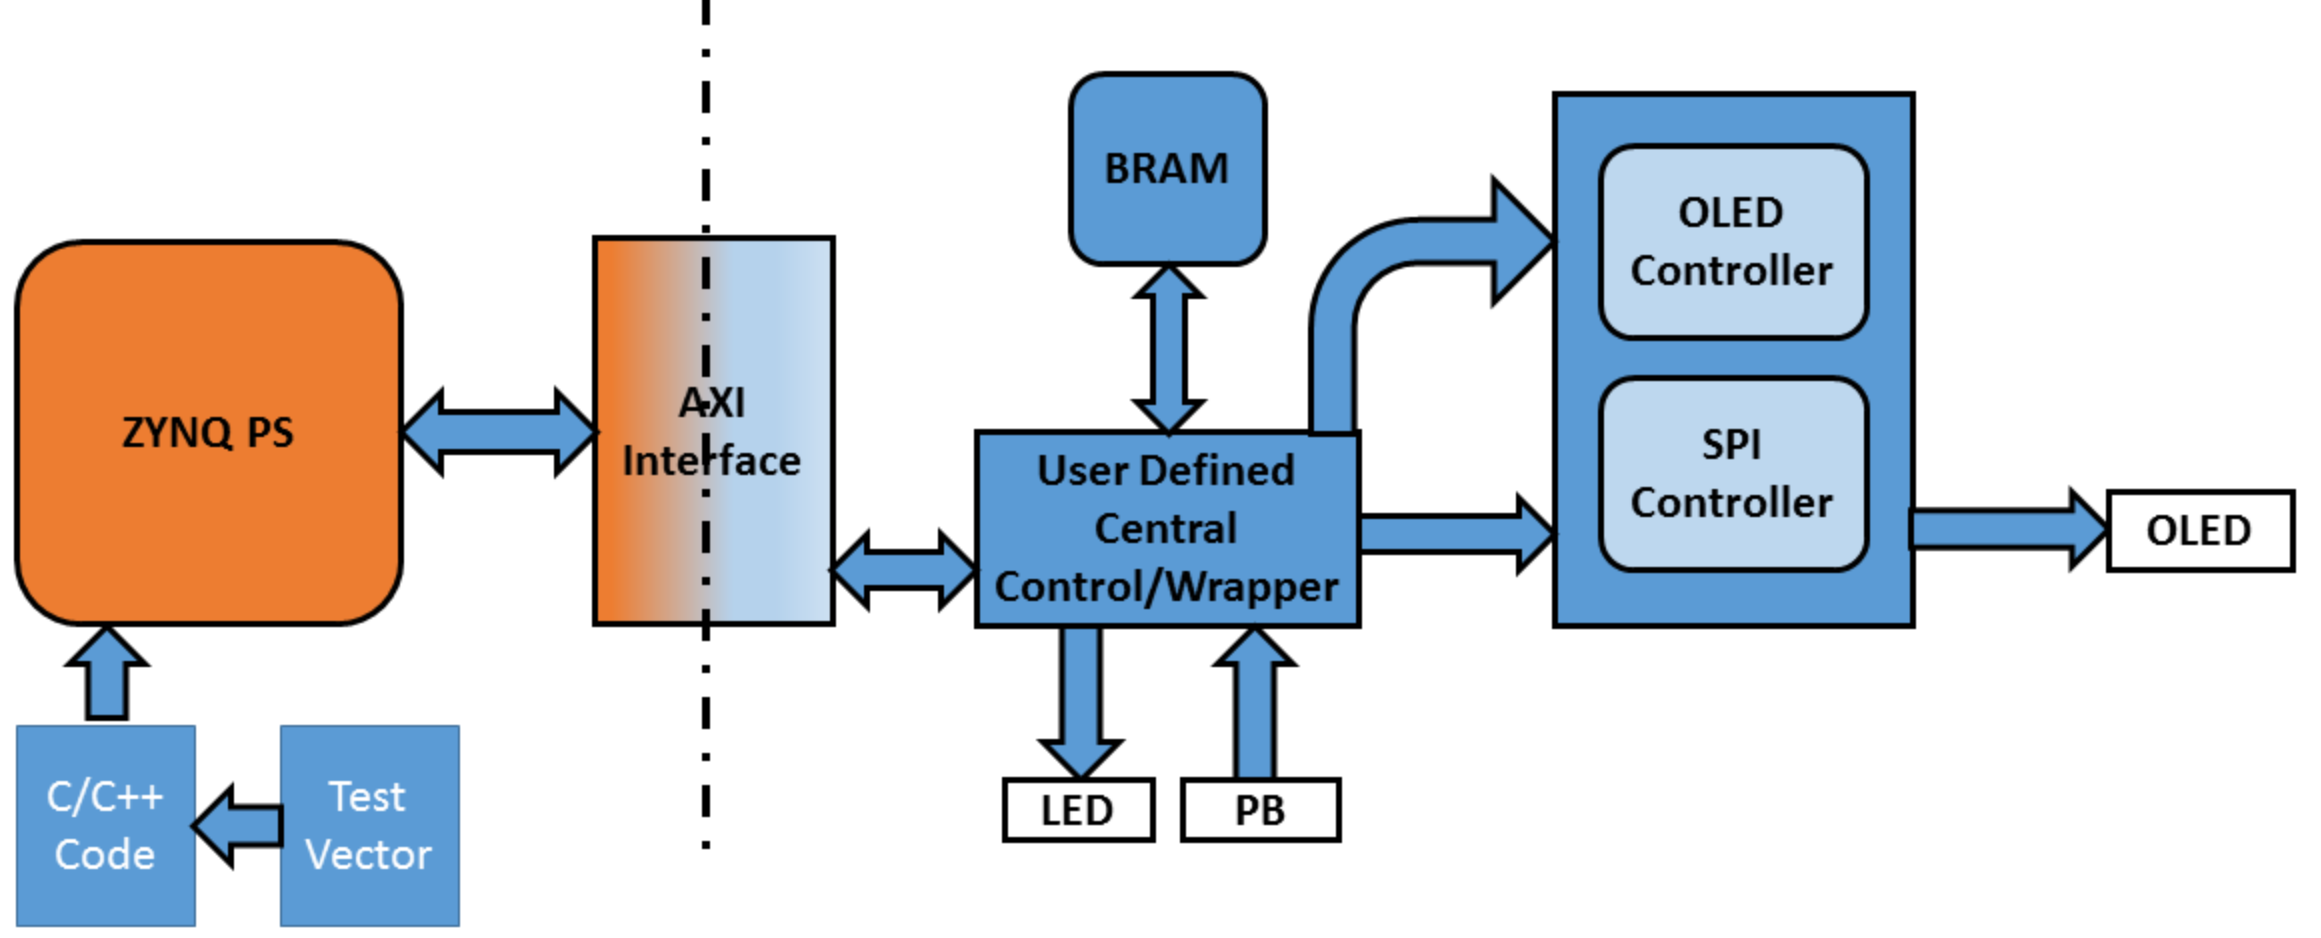 BRAM
OLED
Controller
ZYNQ PS
AXI
Interface
User Defined
Central
Control/Wrapper
SPI
Controller
OLED
C/C++
Code
Test
Vector
LED
PB